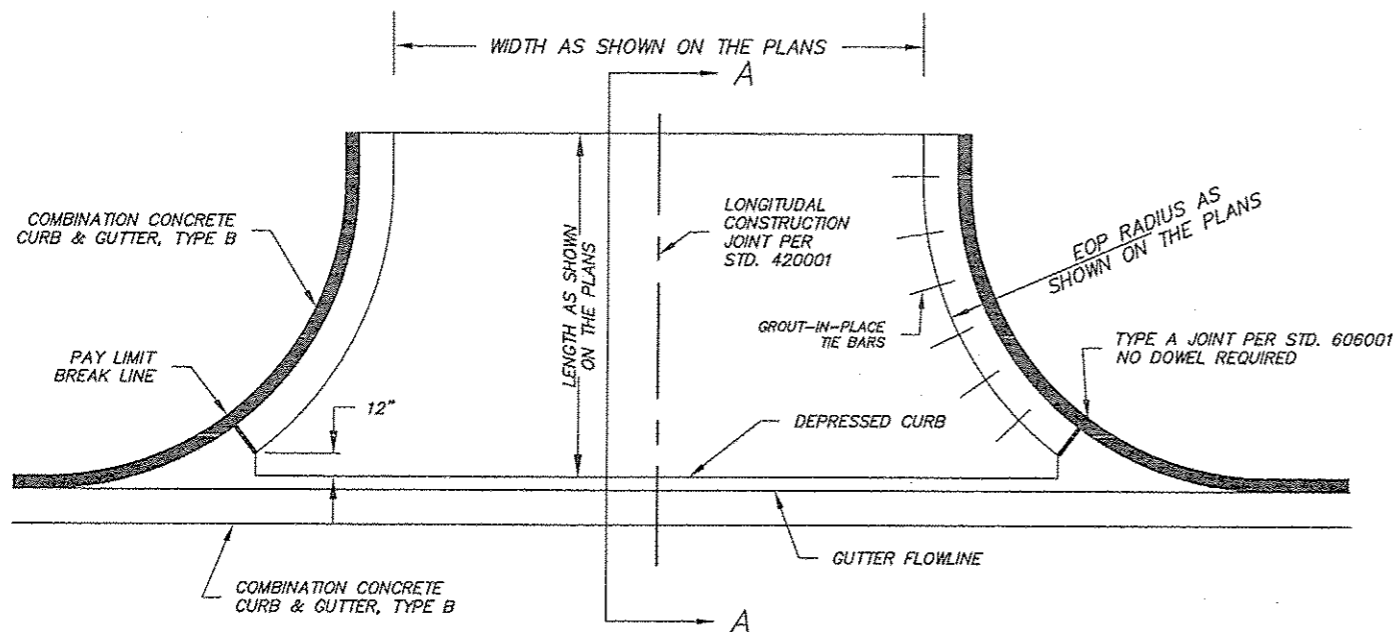 WIDTH AS SHOWN ON THE PLANS
A
COMBINATION CONCRETE
CURB & GUTTER, TYPE B
LENGTH AS SHOWN
ON THE PLANS
LONGITUDAL
CONSTRUCTION
JOINT PER
STD. 420001
EOP RADIUS AS
SHOWN ON THE PLANS
GROUT-IN-PLACE
TIE BARS
PAY LIMIT
BREAK LINE
TYPE A JOINT PER STD. 606001
NO DOWEL REQUIRED
12"
DEPRESSED CURB
GUTTER FLOWLINE
COMBINATION CONCRETE
CURB & GUTTER, TYPE B
A